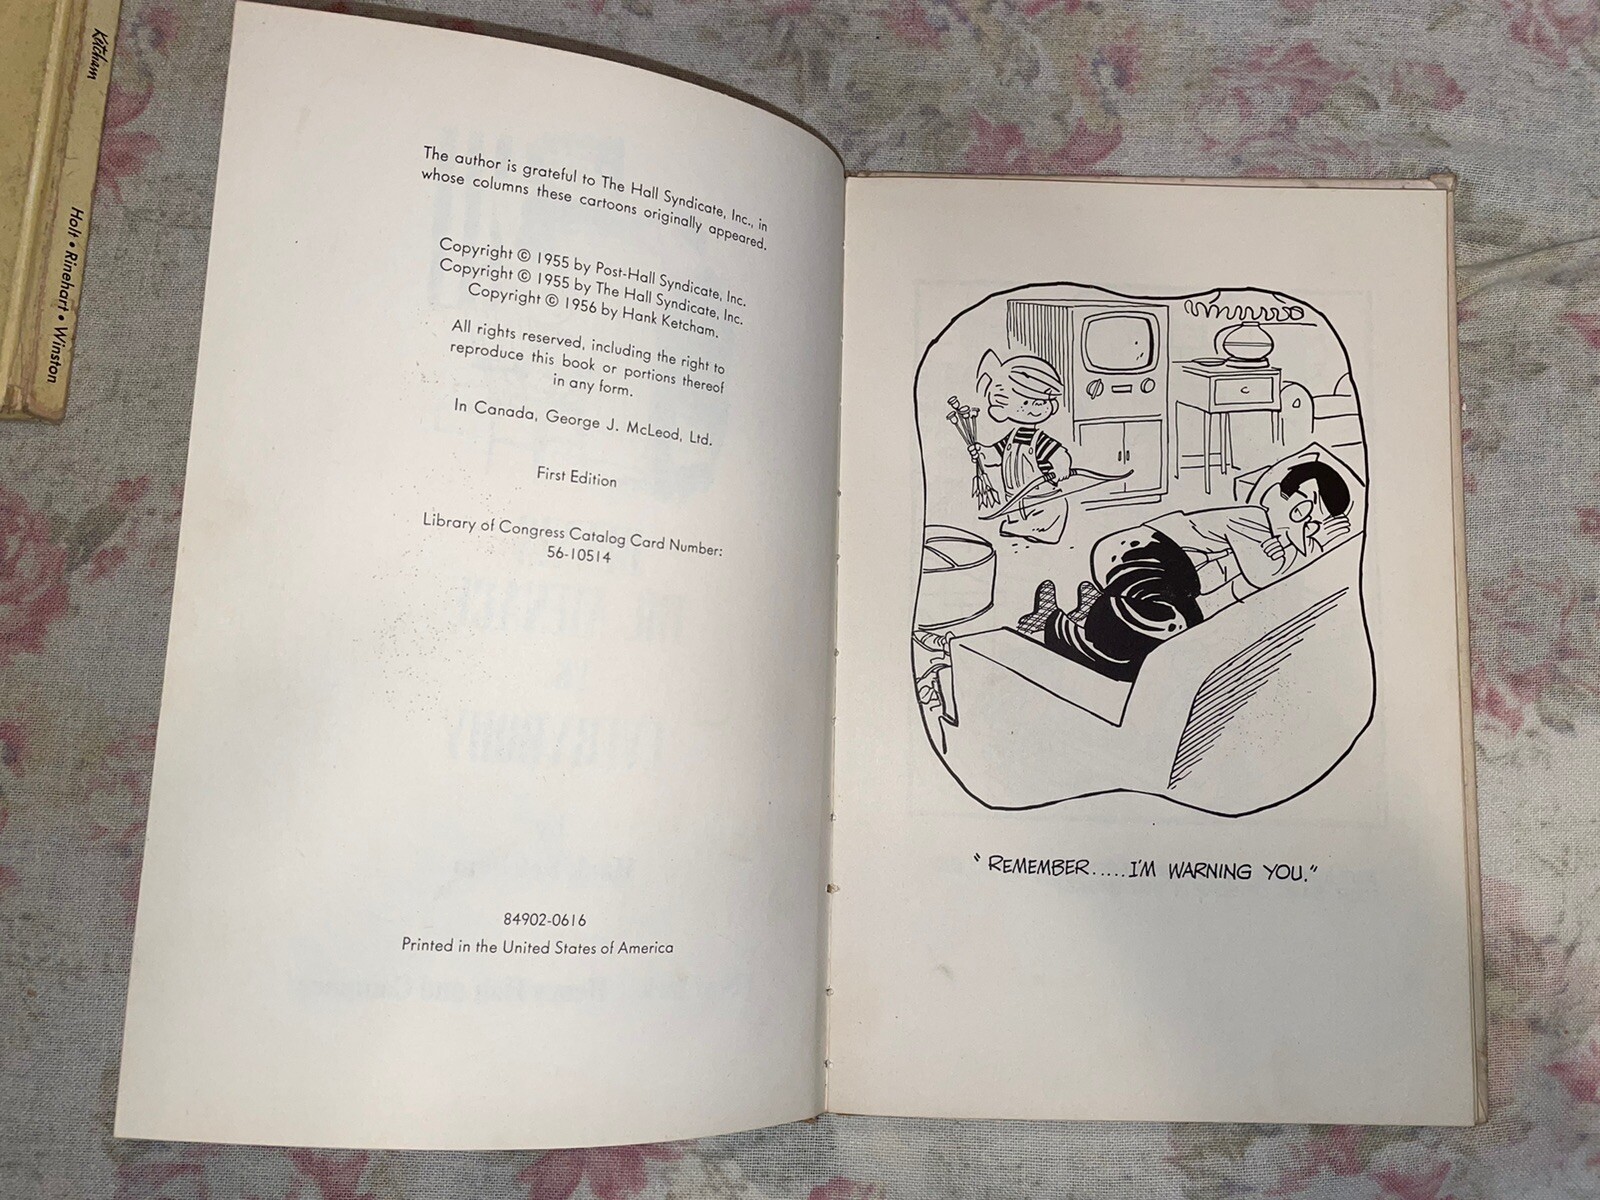 Ketcham
Holt • Rinehart • Winston
The author is grateful to The Hall Syndicate, Inc., in
whose columns these cartoons originally appeared.
Copyright © 1955 by Post-Hall Syndicate, Inc.
Copyright © 1955 by The Hall Syndicate, Inc.
Copyright © 1956 by Hank Ketcham.
All rights reserved, including the right to
reproduce this book or portions thereof
in any form.
In Canada, George J. McLeod, Ltd.
First Edition
Library of Congress Catalog Card Number:
56-10514
84902-0616
Printed in the United States of America
"REMEMBER.....I'M WARNING YOU."